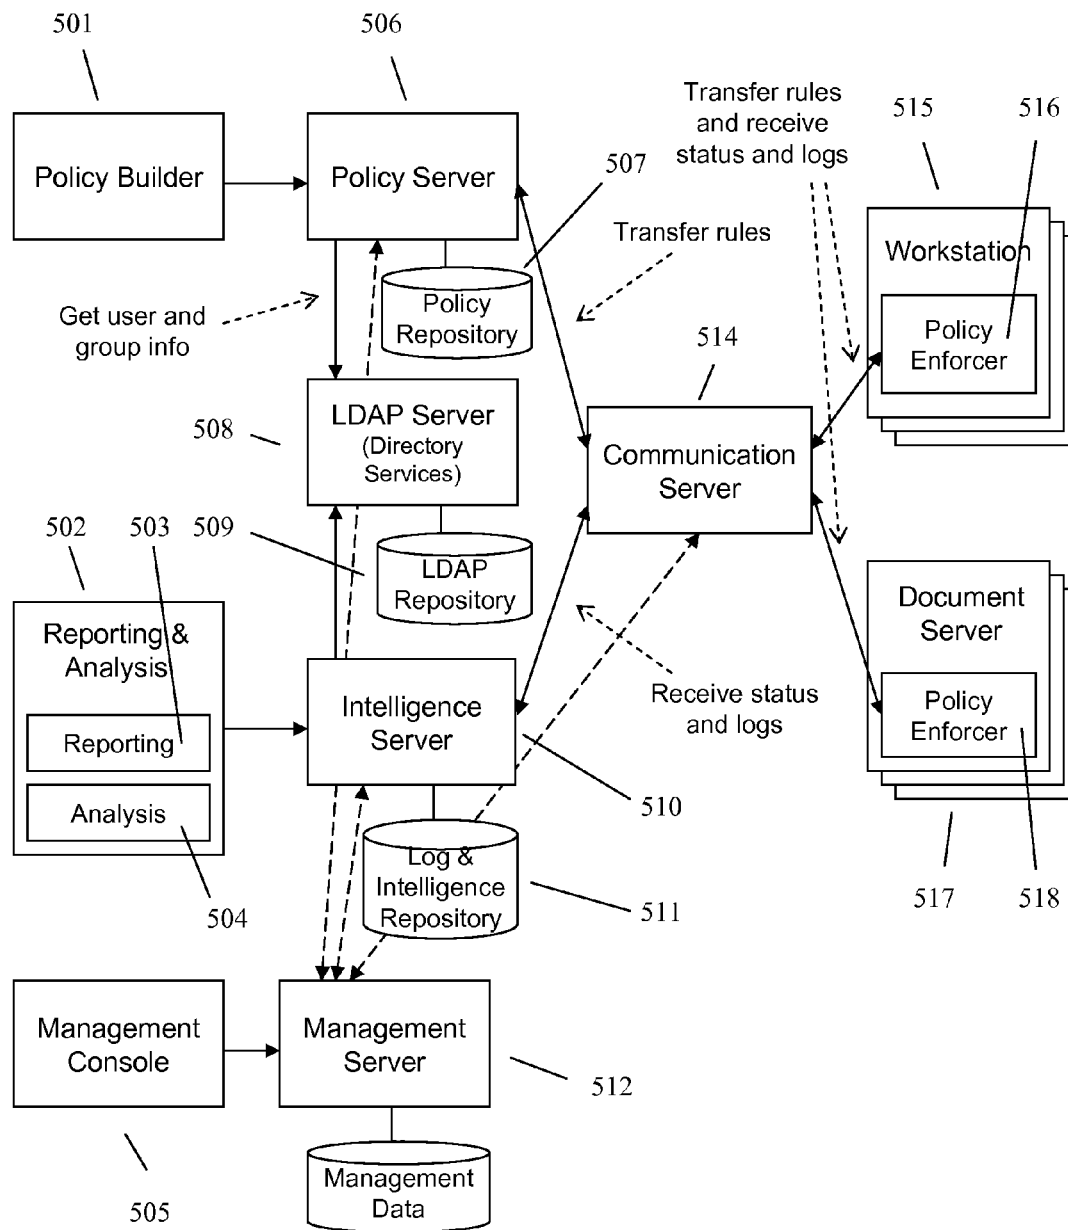 501
506
Transfer rules
and receive
status and logs
515
516
Policy Builder
Policy Server
507
Transfer rules
Workstation
Get user and
group info
Policy
Repository
Policy
Enforcer
514
508
LDAP Server
(Directory
Services)
Communication
Server
502
503
509
LDAP
Repository
Document
Server
Reporting &
Analysis
Intelligence
Server
Receive status
and logs
Policy
Enforcer
Reporting
Analysis
510
Log &
Intelligence
Repository
504
511
517
518
Management
Console
Management
Server
512
505
Management
Data